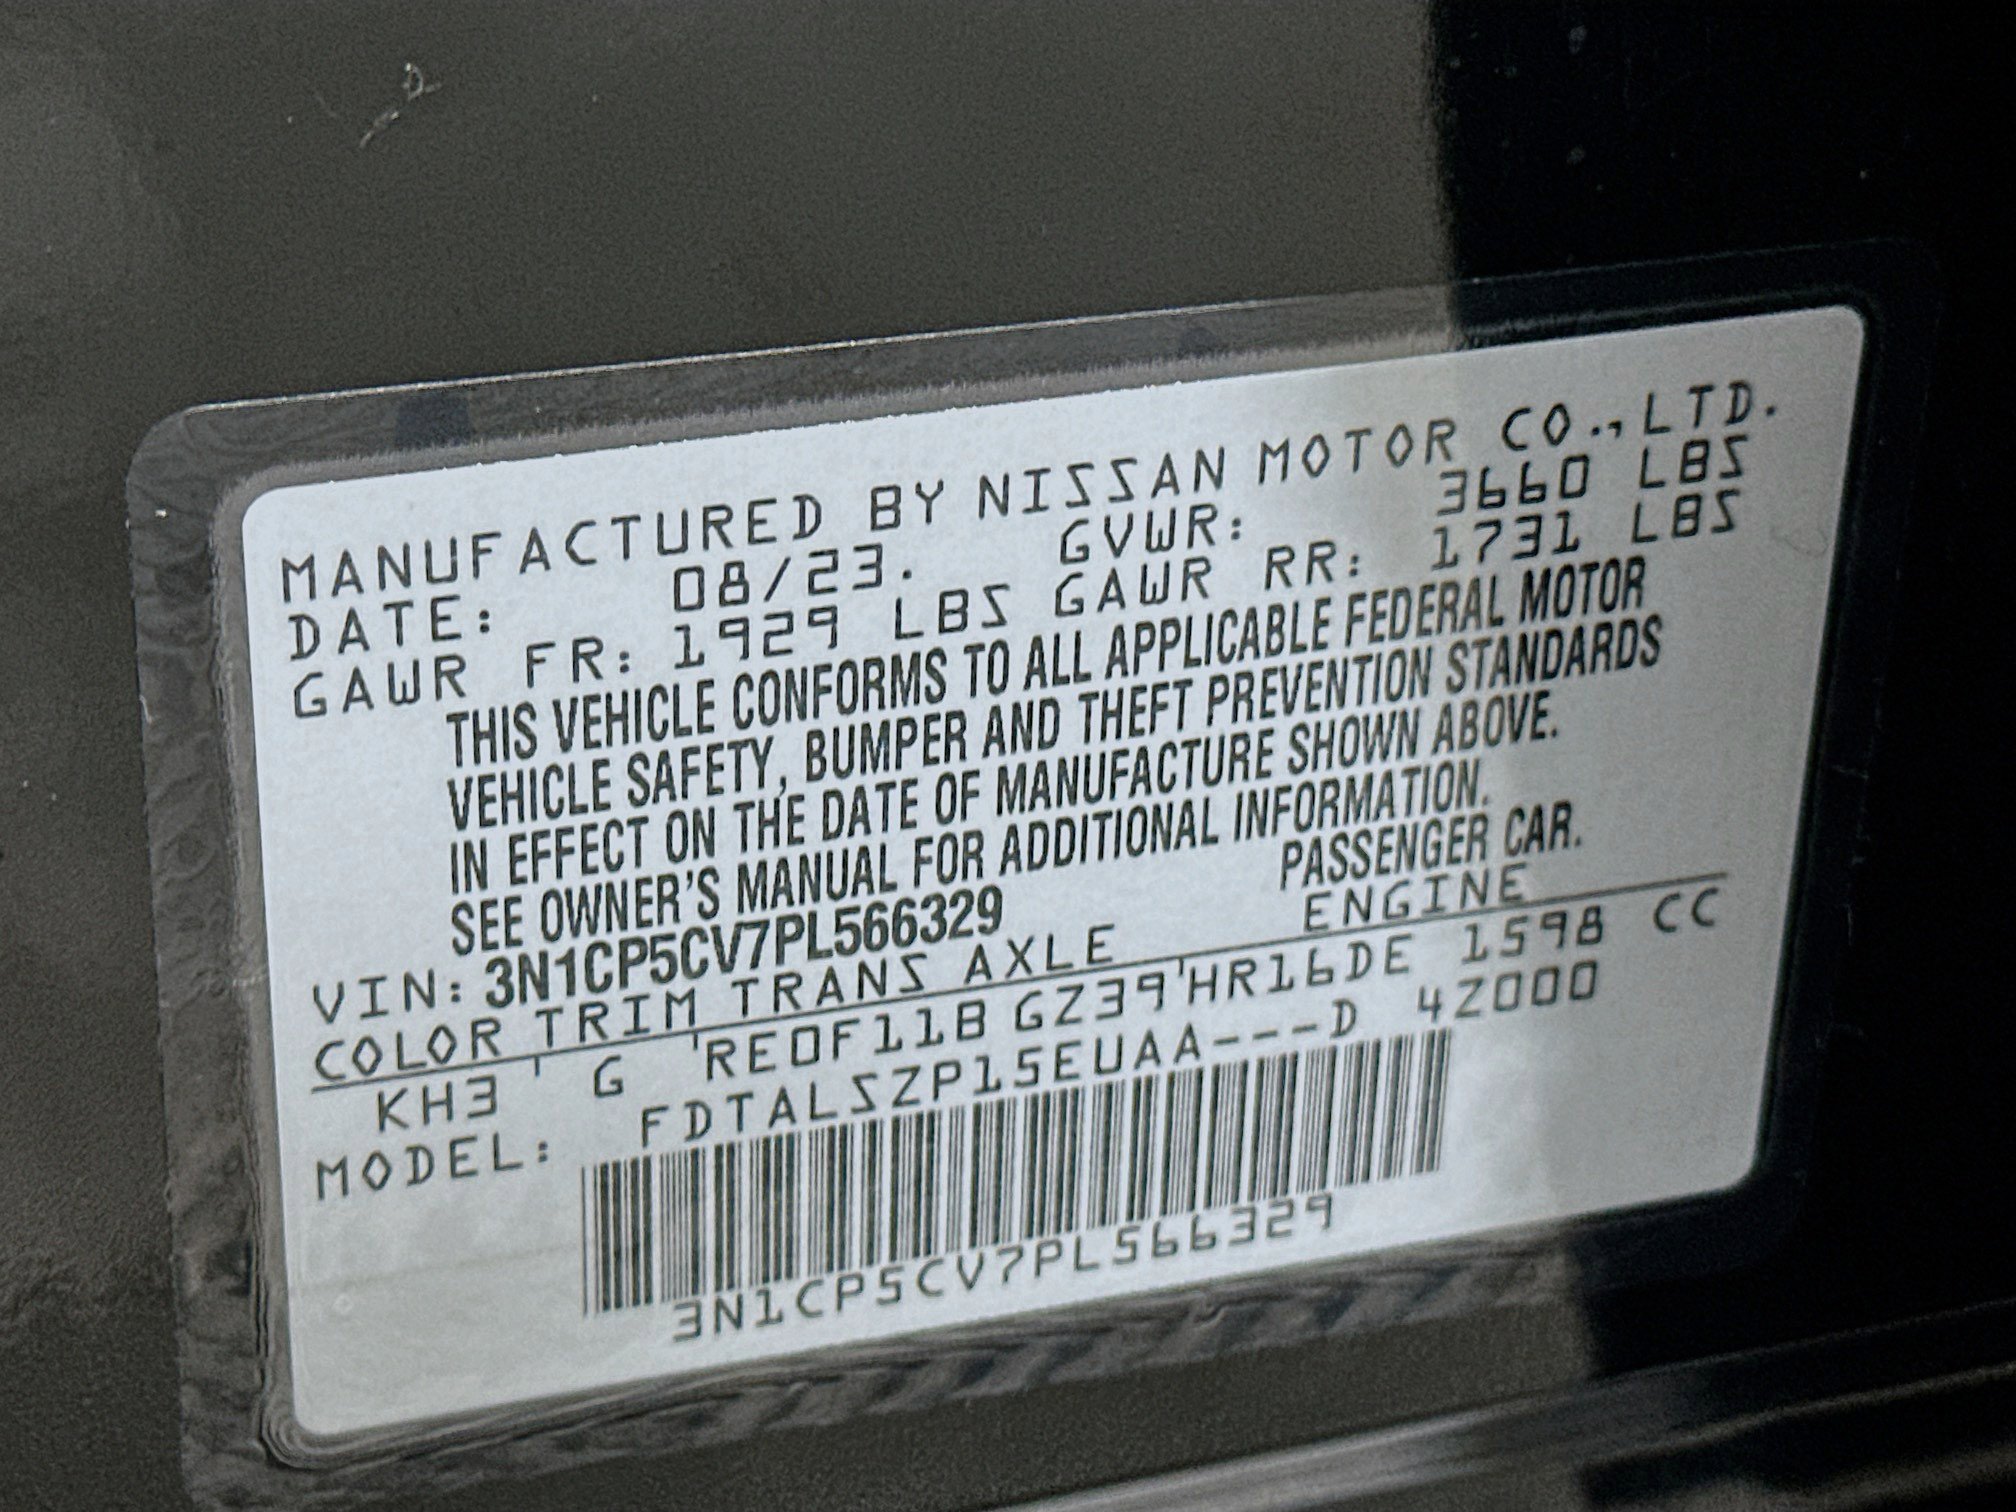 MANUFACTURED BY NISSAN MOTOR CO.,LTD.
DATE: 08/23. GVWR: 3660 LBS
GAWR FR: 1929 LBS GAWR RR: 1731 LBS
THIS VEHICLE CONFORMS TO ALL APPLICABLE FEDERAL MOTOR
VEHICLE SAFETY, BUMPER AND THEFT PREVENTION STANDARDS
IN EFFECT ON THE DATE OF MANUFACTURE SHOWN ABOVE.
SEE OWNER'S MANUAL FOR ADDITIONAL INFORMATION.
VIN: 3N1CP5CV7PL566329 PASSENGER CAR.
COLOR TRIM TRANS AXLE ENGINE
KH3 ' G 'RE0F11B GZ39'HR16DE 1598 CC
MODEL: FDTALSZP15EUAA---D 4Z000
3N1CP5CV7PL566329